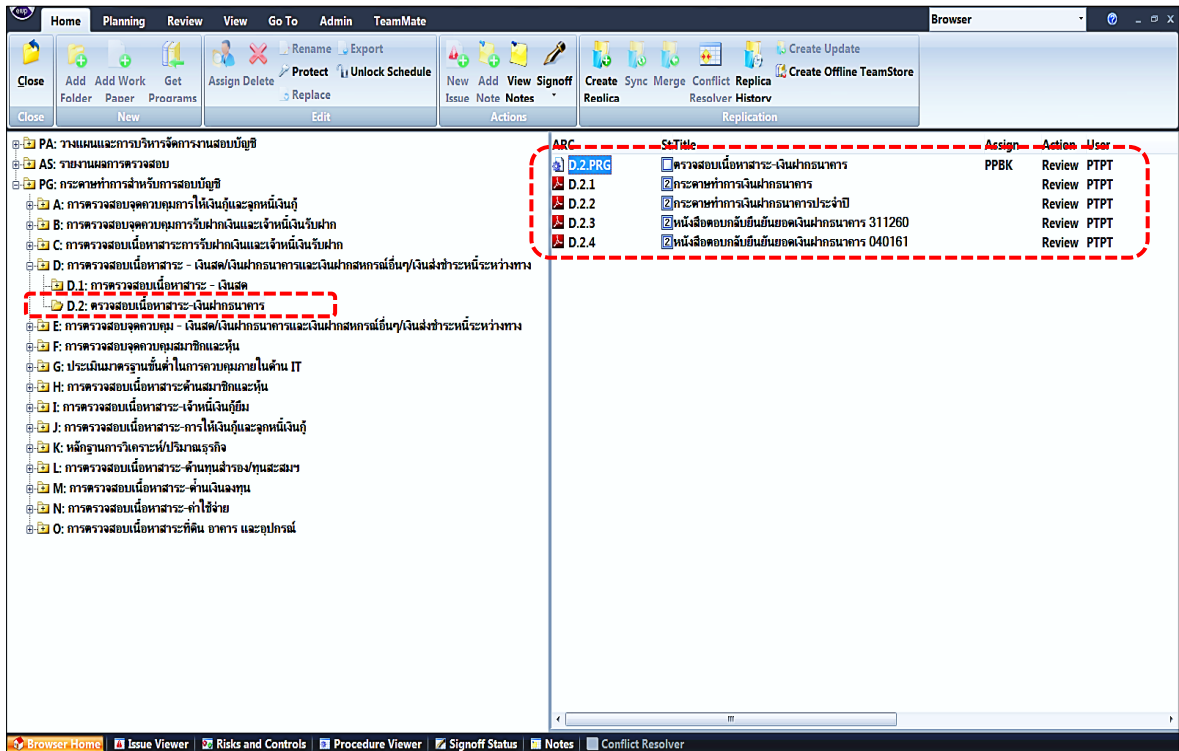 ewp
Home Planning Review View Go To Admin TeamMate Browser
Close Add Folder Add Work Paper Get Programs Assign Delete Rename Export Protect Unlock Schedule Replace New Issue Add Note View Notes Signoff Create Replica Sync Merge Conflict Resolver Replica History Create Update Create Offline TeamStore
Close New Edit Actions Replication
PA: วางแผนและการบริหารจัดการงานสอบบัญชี
AS: รายงานผลการตรวจสอบ
PG: กระดาษทำการสำหรับการสอบบัญชี
A: การตรวจสอบจุดควบคุมการให้เงินกู้และลูกหนี้เงินกู้
B: การตรวจสอบจุดควบคุมการรับฝากเงินและเจ้าหนี้เงินรับฝาก
C: การตรวจสอบเนื้อหาสาระการรับฝากเงินและเจ้าหนี้เงินรับฝาก
D: การตรวจสอบเนื้อหาสาระ - เงินสด/เงินฝากธนาคารและเงินฝากสหกรณ์อื่นๆ/เงินส่งชำระหนี้ระหว่างทาง
D.1: การตรวจสอบเนื้อหาสาระ - เงินสด
D.2: ตรวจสอบเนื้อหาสาระ-เงินฝากธนาคาร
E: การตรวจสอบจุดควบคุม - เงินสด/เงินฝากธนาคารและเงินฝากสหกรณ์อื่นๆ/เงินส่งชำระหนี้ระหว่างทาง
F: การตรวจสอบจุดควบคุมสมาชิกและหุ้น
G: ประเมินมาตรฐานขั้นต่ำในการควบคุมภายในด้าน IT
H: การตรวจสอบเนื้อหาสาระด้านสมาชิกและหุ้น
I: การตรวจสอบเนื้อหาสาระ-เจ้าหนี้เงินกู้ยืม
J: การตรวจสอบเนื้อหาสาระ-การให้เงินกู้และลูกหนี้เงินกู้
K: หลักฐานการวิเคราะห์/ปริมาณธุรกิจ
L: การตรวจสอบเนื้อหาสาระ-ด้านทุนสำรอง/ทุนสะสมฯ
M: การตรวจสอบเนื้อหาสาระ-ด้านเงินลงทุน
N: การตรวจสอบเนื้อหาสาระ-ค่าใช้จ่าย
O: การตรวจสอบเนื้อหาสาระที่ดิน อาคาร และอุปกรณ์
ARC St Title Assign Action User
D.2.PRG ตรวจสอบเนื้อหาสาระ-เงินฝากธนาคาร PPBK Review PTPT
D.2.1 2 กระดาษทำการเงินฝากธนาคาร Review PTPT
D.2.2 2 กระดาษทำการเงินฝากธนาคารประจำปี Review PTPT
D.2.3 2 หนังสือตอบกลับยืนยันยอดเงินฝากธนาคาร 311260 Review PTPT
D.2.4 2 หนังสือตอบกลับยืนยันยอดเงินฝากธนาคาร 040161 Review PTPT
Browser Home Issue Viewer Risks and Controls Procedure Viewer Signoff Status Notes Conflict Resolver